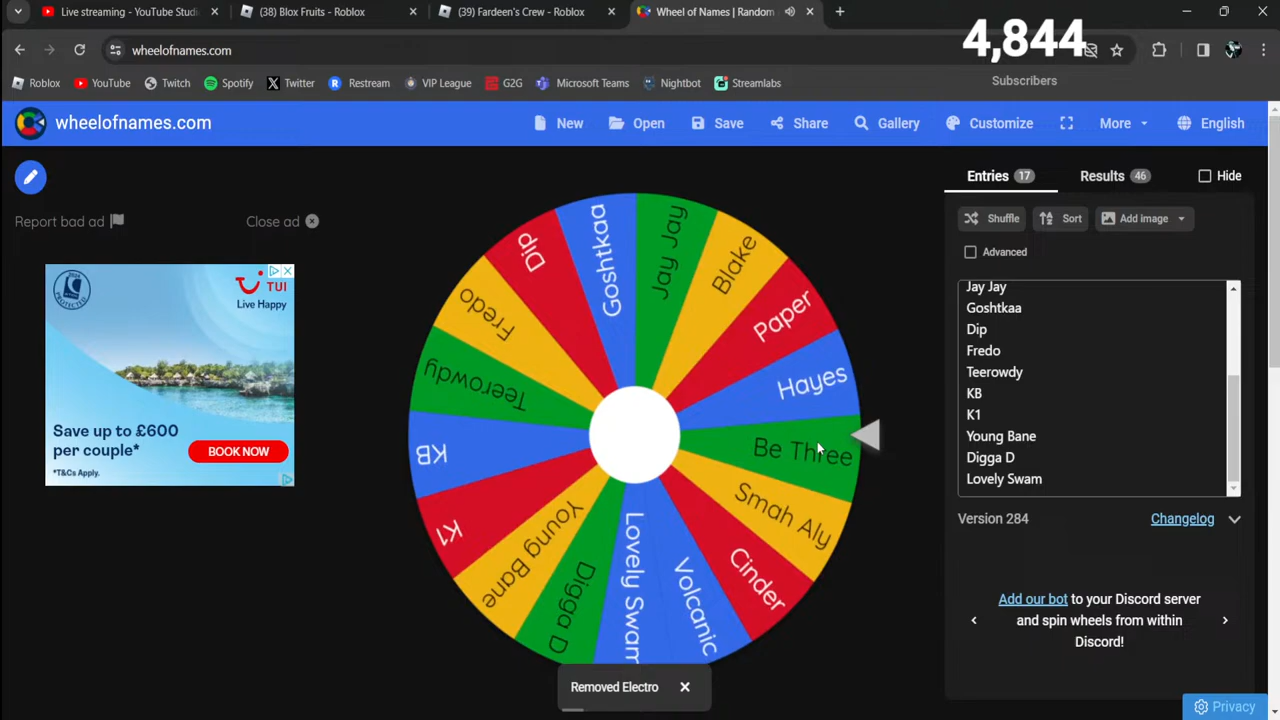 Live streaming - YouTube Studi
(38) Blox Fruits - Roblox
(39) Fardeen's Crew - Roblox
Wheel of Names | Random
4,844
Subscribers
wheelofnames.com
Roblox
YouTube
Twitch
Spotify
Twitter
Restream
VIP League
G2G
Microsoft Teams
Nightbot
Streamlabs
wheelofnames.com
New
Open
Save
Share
Gallery
Customize
More
English
Report bad ad
Close ad
TUI
Live Happy
Save up to £600
per couple*
BOOK NOW
*T&Cs Apply.
Goshtkaa
Jay Jay
Blake
Paper
Hayes
Be Three
Smah Aly
Cinder
Volcanic
Lovely Swam
Digga D
Young Bane
K1
KB
Teerowdy
Fredo
Dip
Removed Electro
Entries 17
Results 46
Hide
Shuffle
Sort
Add image
Advanced
Jay Jay
Goshtkaa
Dip
Fredo
Teerowdy
KB
K1
Young Bane
Digga D
Lovely Swam
Version 284
Changelog
Add our bot to your Discord server
and spin wheels from within
Discord!
Privacy